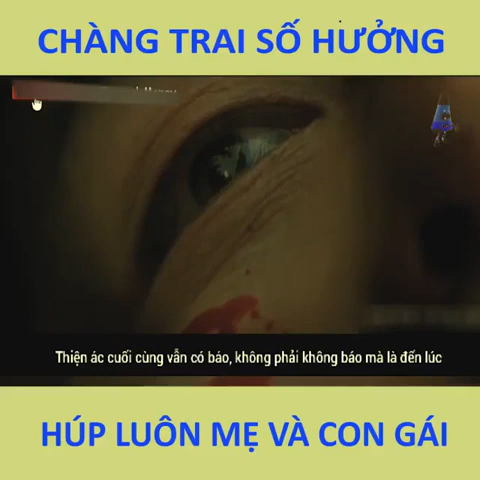 CHÀNG TRAI SỐ HƯỞNG
Thiện ác cuối cùng vẫn có báo, không phải không báo mà là đến lúc
HÚP LUÔN MẸ VÀ CON GÁI